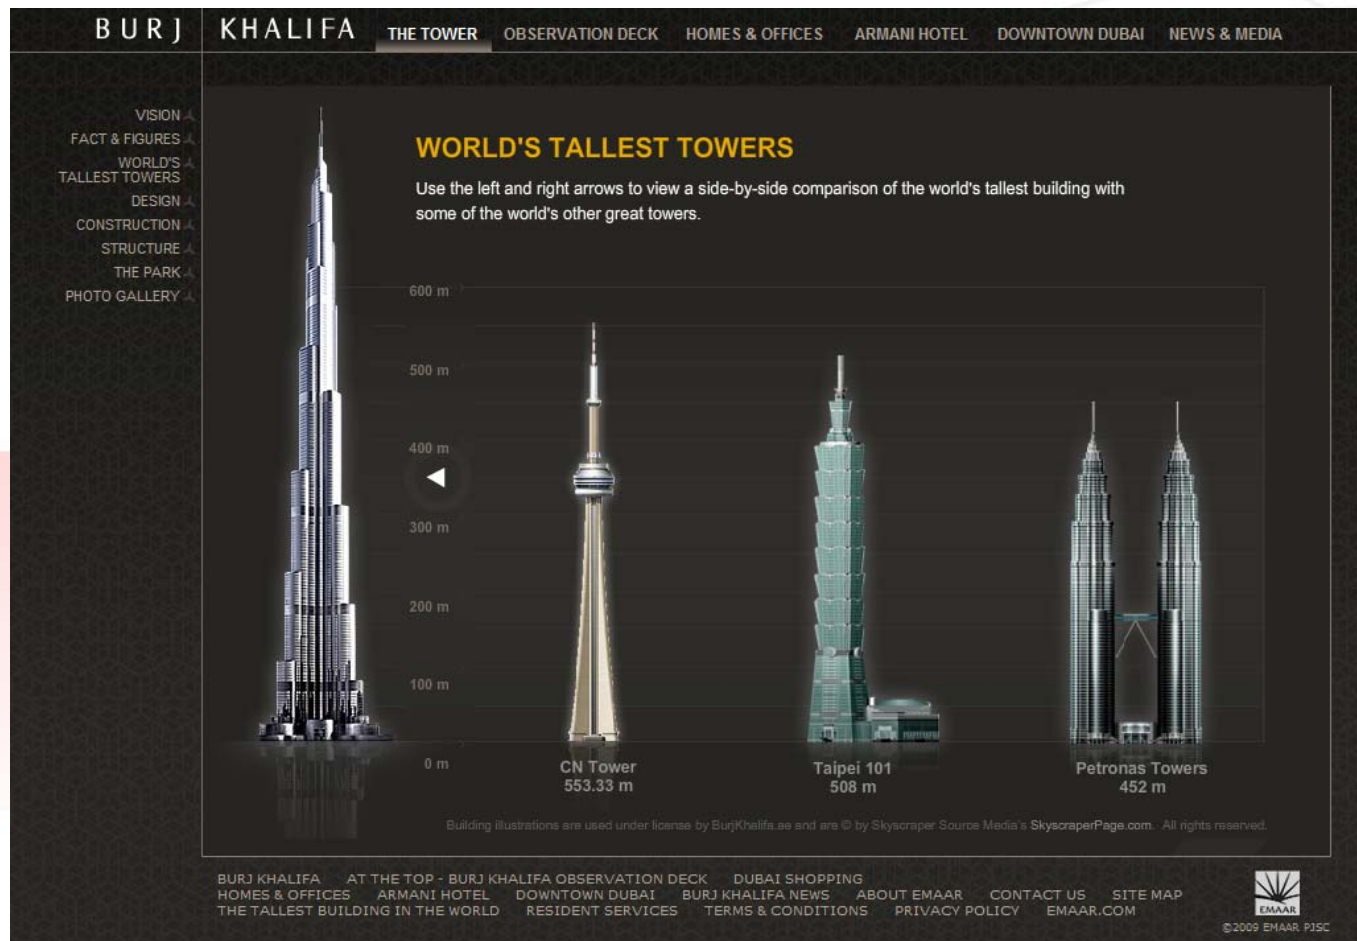 BURJ KHALIFA
THE TOWER
OBSERVATION DECK
HOMES & OFFICES
ARMANI HOTEL
DOWNTOWN DUBAI
NEWS & MEDIA
VISION
FACT & FIGURES
WORLD'S
TALLEST TOWERS
DESIGN
CONSTRUCTION
STRUCTURE
THE PARK
PHOTO GALLERY
WORLD'S TALLEST TOWERS
Use the left and right arrows to view a side-by-side comparison of the world's tallest building with
some of the world's other great towers.
600 m
500 m
400 m
300 m
200 m
100 m
0 m
CN Tower
553.33 m
Taipei 101
508 m
Petronas Towers
452 m
Building illustrations are used under license by BurjKhalifa.ae and are © by Skyscraper Source Media's SkyscraperPage.com. All rights reserved.
BURJ KHALIFA AT THE TOP - BURJ KHALIFA OBSERVATION DECK DUBAI SHOPPING
HOMES & OFFICES ARMANI HOTEL DOWNTOWN DUBAI BURJ KHALIFA NEWS ABOUT EMAAR CONTACT US SITE MAP
THE TALLEST BUILDING IN THE WORLD RESIDENT SERVICES TERMS & CONDITIONS PRIVACY POLICY EMAAR.COM
EMAAR
©2009 EMAAR PJSC